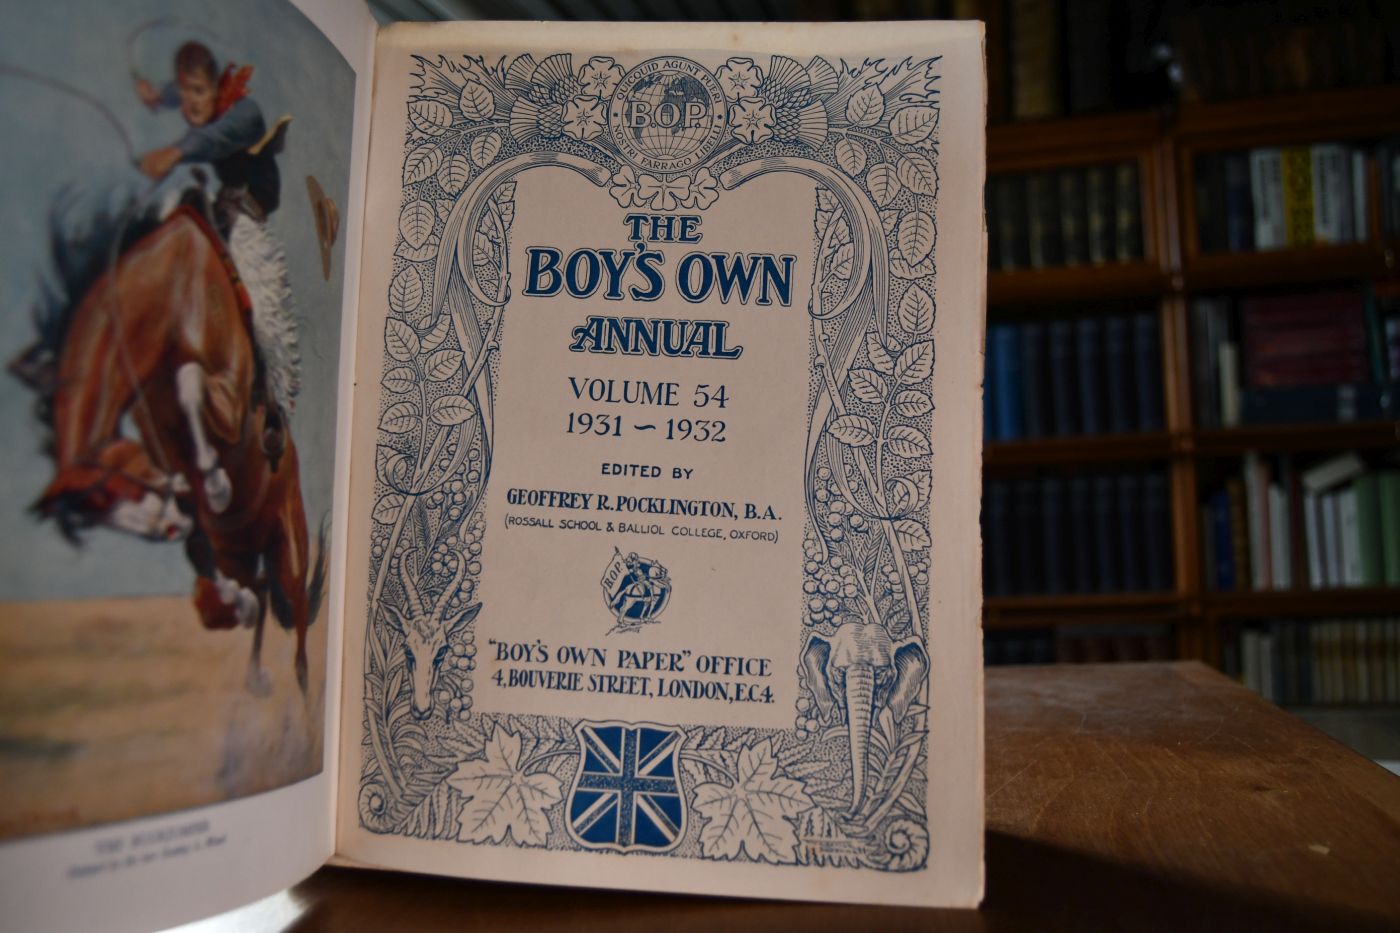 QUICQUID AGUNT PUERI
NOSTRI FARRAGO LIBELLI
B.O.P.
THE
BOY'S OWN
ANNUAL
VOLUME 54
1931 ~ 1932
EDITED BY
GEOFFREY R. POCKLINGTON, B.A.
(ROSSALL SCHOOL & BALLIOL COLLEGE, OXFORD)
B.O.P.
"BOY'S OWN PAPER" OFFICE
4, BOUVERIE STREET, LONDON, E.C.4.